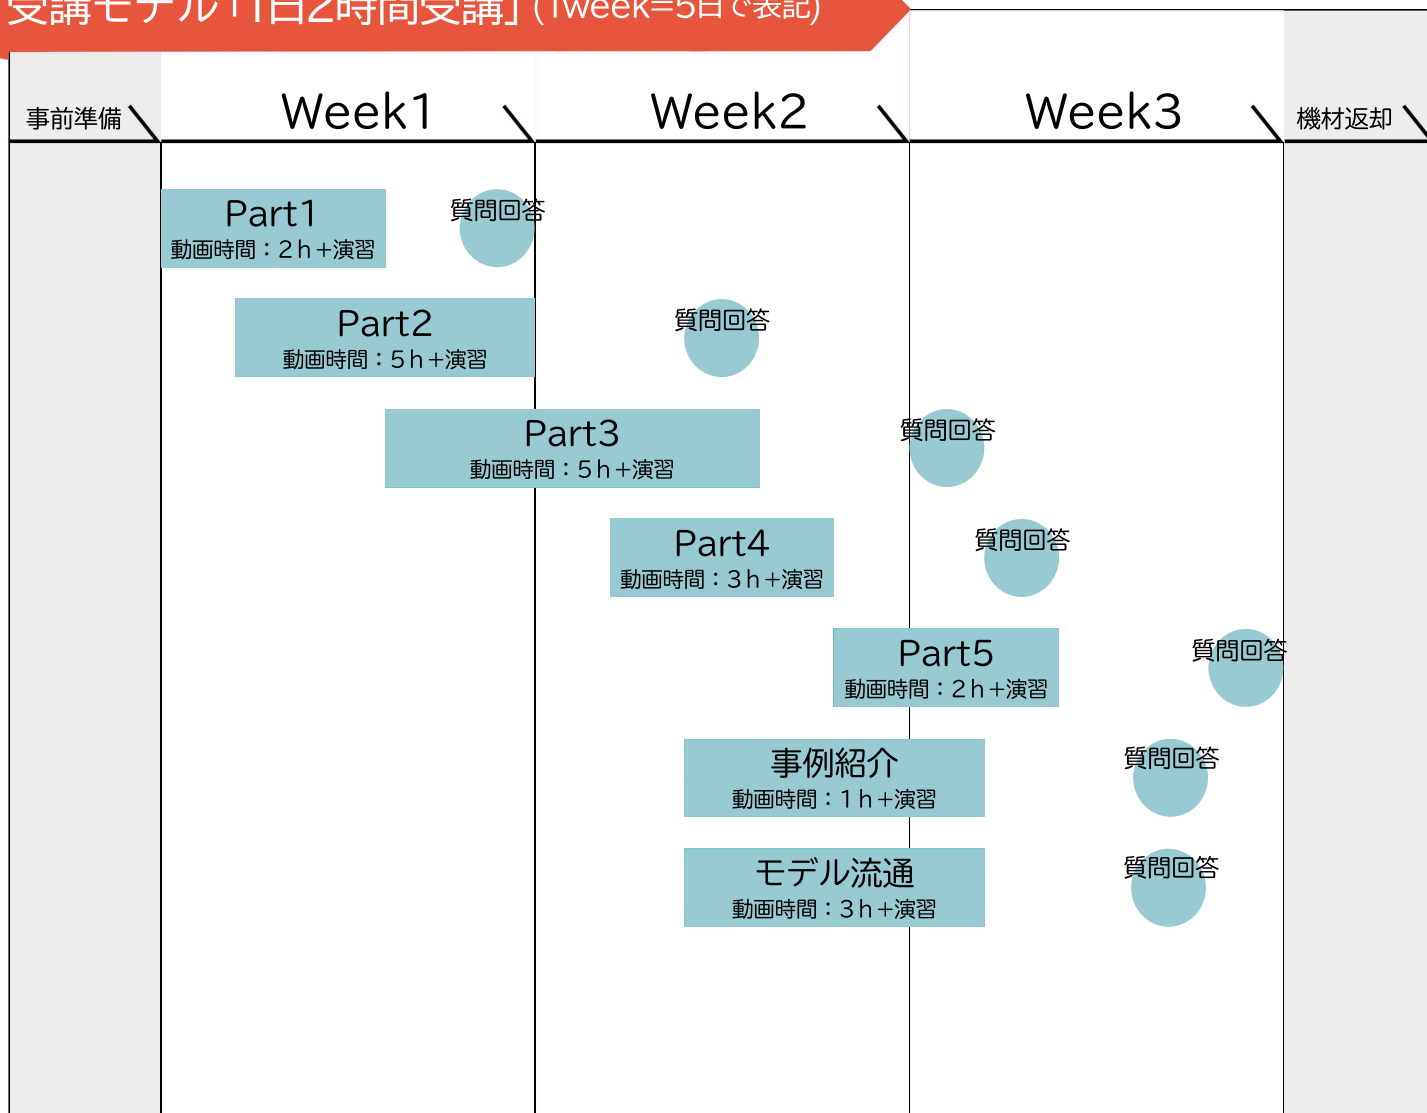 受講モデル「1日2時間受講」(1week=5日で表記)
事前準備
Week1
Week2
Week3
機材返却
Part1
動画時間：2h+演習
質問回答
Part2
動画時間：5h+演習
質問回答
Part3
動画時間：5h+演習
質問回答
Part4
動画時間：3h+演習
質問回答
Part5
動画時間：2h+演習
質問回答
事例紹介
動画時間：1h+演習
質問回答
モデル流通
動画時間：3h+演習
質問回答